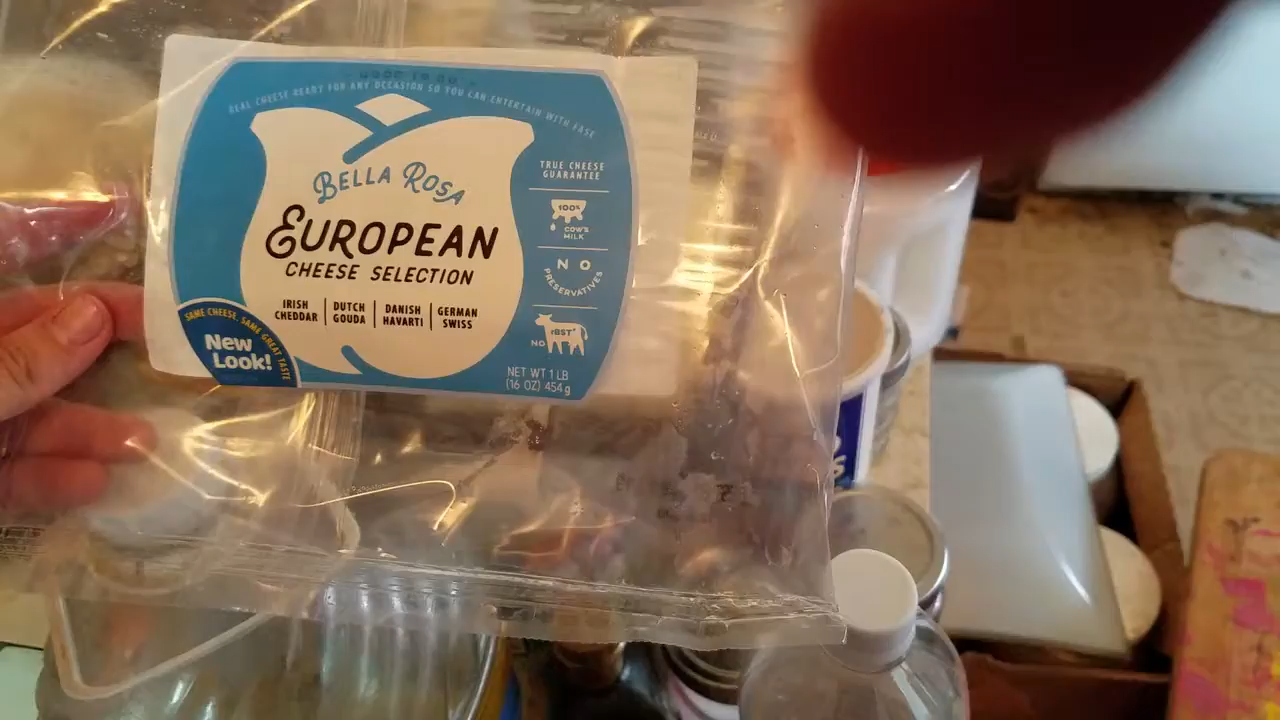 REAL CHEESE READY FOR ANY OCCASION SO YOU CAN ENTERTAIN WITH EASE
BELLA ROSA
EUROPEAN
CHEESE SELECTION
IRISH
CHEDDAR
DUTCH
GOUDA
DANISH
HAVARTI
GERMAN
SWISS
TRUE CHEESE
GUARANTEE
100%
COW'S
MILK
NO
PRESERVATIVES
NO
rBST*
SAME CHEESE. SAME GREAT TASTE
New
Look!
NET WT 1 LB
(16 OZ) 454g